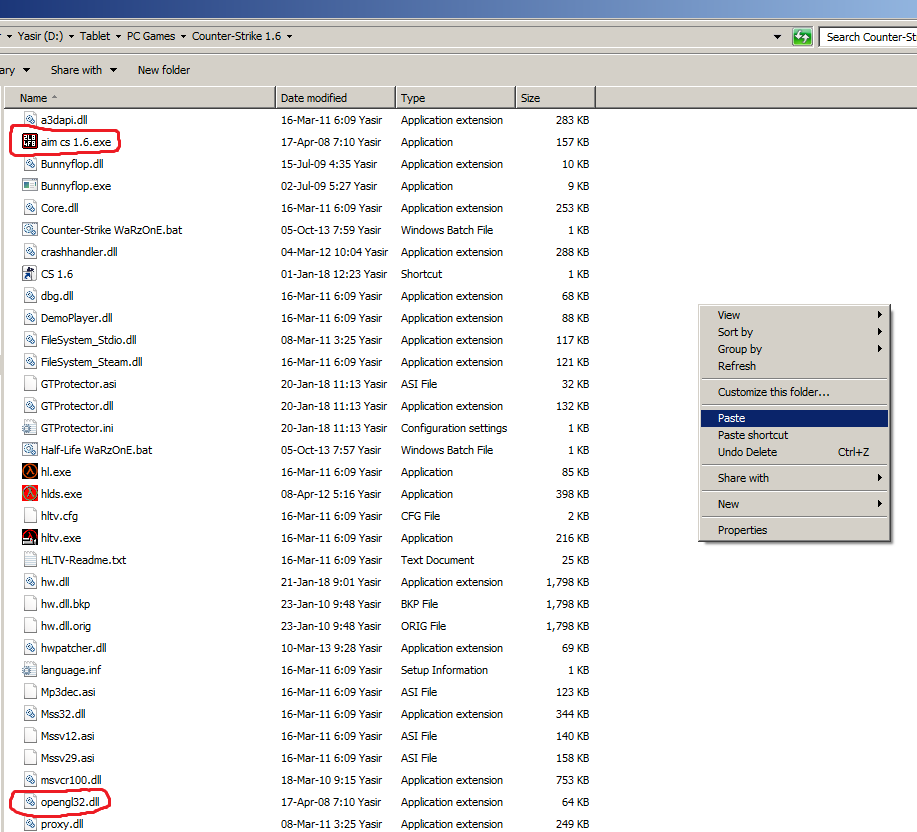 Yasir (D:) Tablet PC Games Counter-Strike 1.6 Search Counter-St
ary Share with New folder
Name Date modified Type Size
a3dapi.dll 16-Mar-11 6:09 Yasir Application extension 283 KB
aim cs 1.6.exe 17-Apr-08 7:10 Yasir Application 157 KB
Bunnyflop.dll 15-Jul-09 4:35 Yasir Application extension 10 KB
Bunnyflop.exe 02-Jul-09 5:27 Yasir Application 9 KB
Core.dll 16-Mar-11 6:09 Yasir Application extension 253 KB
Counter-Strike WaRzOnE.bat 05-Oct-13 7:59 Yasir Windows Batch File 1 KB
crashhandler.dll 04-Mar-12 10:04 Yasir Application extension 288 KB
CS 1.6 01-Jan-18 12:23 Yasir Shortcut 1 KB
dbg.dll 16-Mar-11 6:09 Yasir Application extension 68 KB
DemoPlayer.dll 16-Mar-11 6:09 Yasir Application extension 88 KB
FileSystem_Stdio.dll 08-Mar-11 3:25 Yasir Application extension 117 KB
FileSystem_Steam.dll 16-Mar-11 6:09 Yasir Application extension 121 KB
GTProtector.asi 20-Jan-18 11:13 Yasir ASI File 32 KB
GTProtector.dll 20-Jan-18 11:13 Yasir Application extension 132 KB
GTProtector.ini 20-Jan-18 11:13 Yasir Configuration settings 1 KB
Half-Life WaRzOnE.bat 05-Oct-13 7:57 Yasir Windows Batch File 1 KB
hl.exe 16-Mar-11 6:09 Yasir Application 85 KB
hlds.exe 08-Apr-12 5:16 Yasir Application 398 KB
hltv.cfg 16-Mar-11 6:09 Yasir CFG File 2 KB
hltv.exe 16-Mar-11 6:09 Yasir Application 216 KB
HLTV-Readme.txt 16-Mar-11 6:09 Yasir Text Document 25 KB
hw.dll 21-Jan-18 9:01 Yasir Application extension 1,798 KB
hw.dll.bkp 23-Jan-10 9:48 Yasir BKP File 1,798 KB
hw.dll.orig 23-Jan-10 9:48 Yasir ORIG File 1,798 KB
hwpatcher.dll 10-Mar-13 9:28 Yasir Application extension 69 KB
language.inf 16-Mar-11 6:09 Yasir Setup Information 1 KB
Mp3dec.asi 16-Mar-11 6:09 Yasir ASI File 123 KB
Mss32.dll 16-Mar-11 6:09 Yasir Application extension 344 KB
Mssv12.asi 16-Mar-11 6:09 Yasir ASI File 140 KB
Mssv29.asi 16-Mar-11 6:09 Yasir ASI File 158 KB
msvcr100.dll 18-Mar-10 9:15 Yasir Application extension 753 KB
opengl32.dll 17-Apr-08 7:10 Yasir Application extension 64 KB
proxy.dll 08-Mar-11 3:25 Yasir Application extension 249 KB
View
Sort by
Group by
Refresh
Customize this folder...
Paste
Paste shortcut
Undo Delete Ctrl+Z
Share with
New
Properties